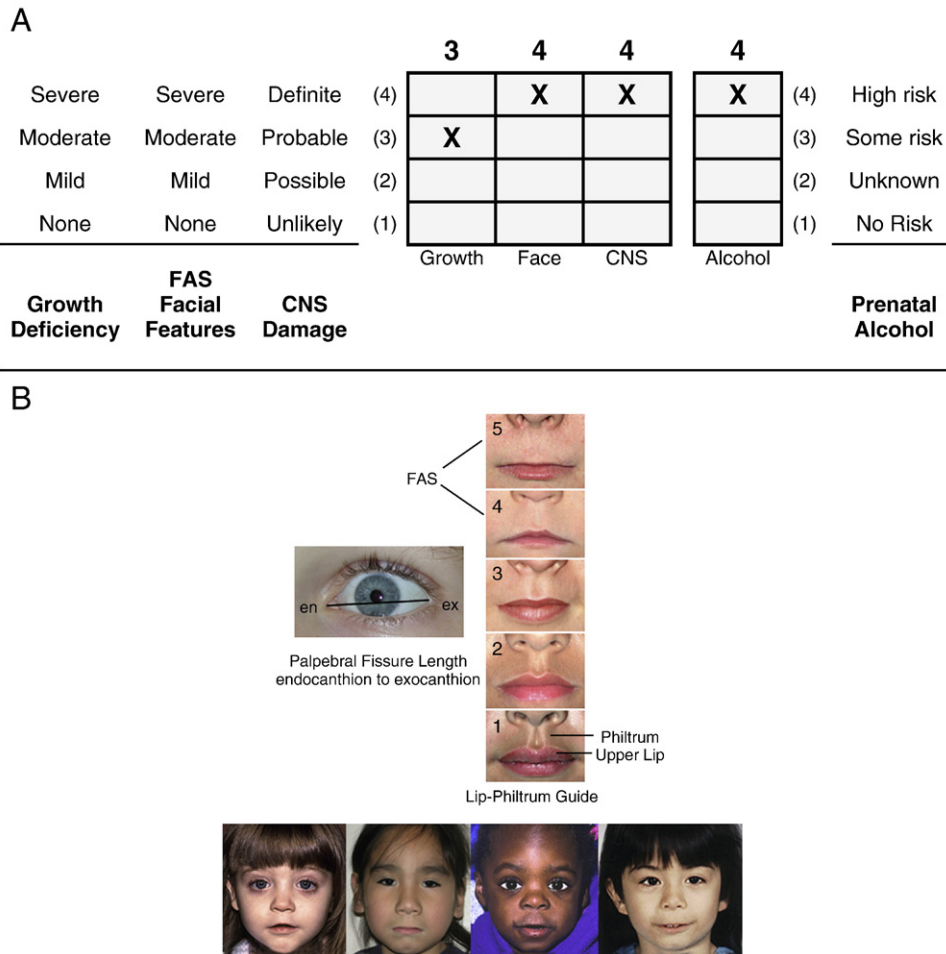 A
3 4 4 4
Severe Severe Definite (4) X X X (4) High risk
Moderate Moderate Probable (3) X (3) Some risk
Mild Mild Possible (2) (2) Unknown
None None Unlikely (1) (1) No Risk
Growth Face CNS Alcohol
Growth
Deficiency
FAS
Facial
Features
CNS
Damage
Prenatal
Alcohol
B
5
FAS
4
3
en ex
2
Palpebral Fissure Length
endocanthion to exocanthion
1
Philtrum
Upper Lip
Lip-Philtrum Guide